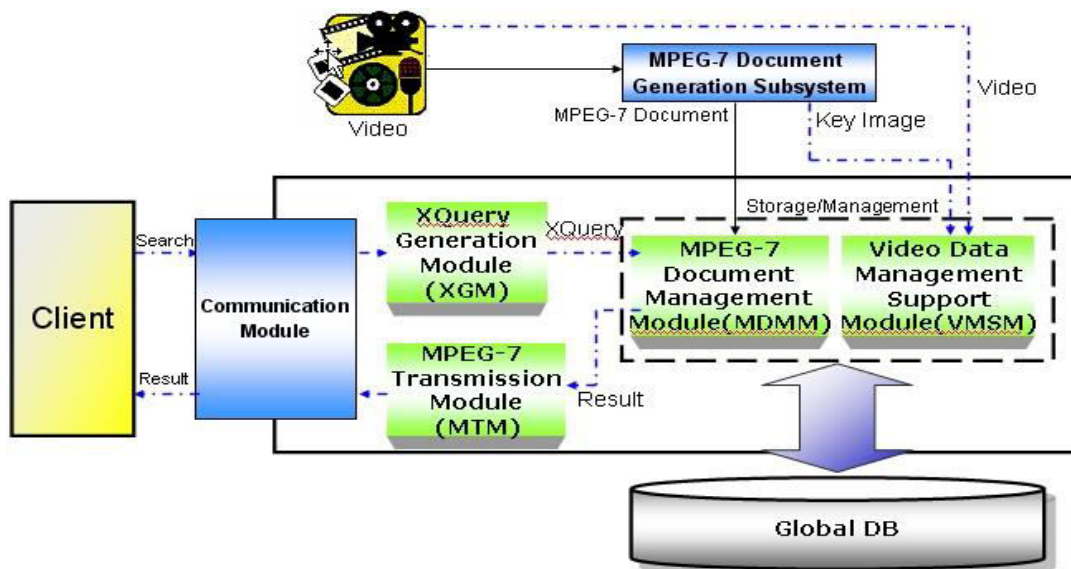 MPEG-7 Document
Generation Subsystem
Video
Video
MPEG-7 Document
Key Image
Storage/Management
Client
Search
Result
Communication
Module
XQuery
Generation
Module
(XGM)
XQuery
MPEG-7
Document
Management
Module(MDMM)
Video Data
Management
Support
Module(VMSM)
MPEG-7
Transmission
Module
(MTM)
Result
Global DB